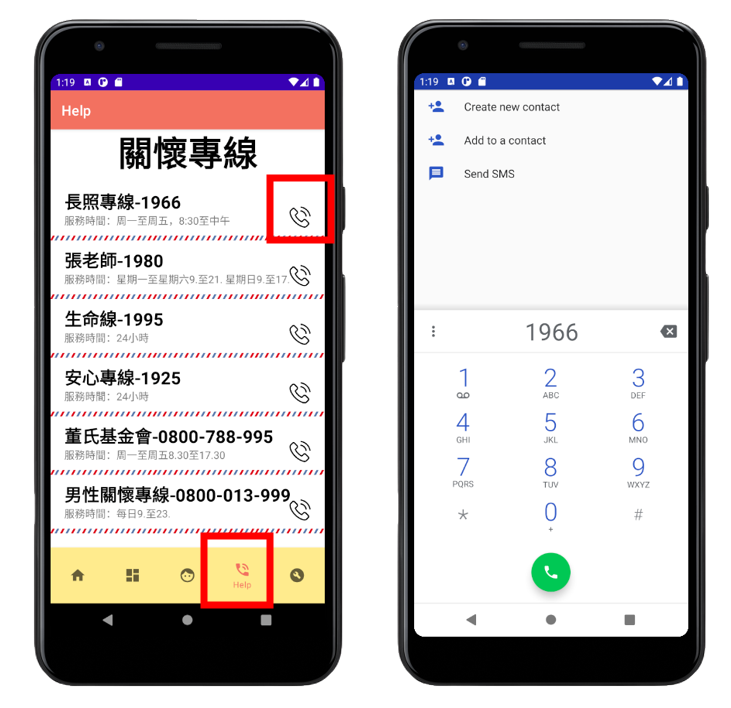 1:19
Help
關懷專線
長照專線-1966
服務時間：周一至周五，8:30至中午
張老師-1980
服務時間：星期一至星期六9.至21. 星期日9.至17.
生命線-1995
服務時間：24小時
安心專線-1925
服務時間：24小時
董氏基金會-0800-788-995
服務時間：周一至周五8.30至17.30
男性關懷專線-0800-013-999
服務時間：每日9.至23.
Help
1:19
Create new contact
Add to a contact
Send SMS
1966
1 2 3
ABC DEF
4 5 6
GHI JKL MNO
7 8 9
PQRS TUV WXYZ
* 0 #
+